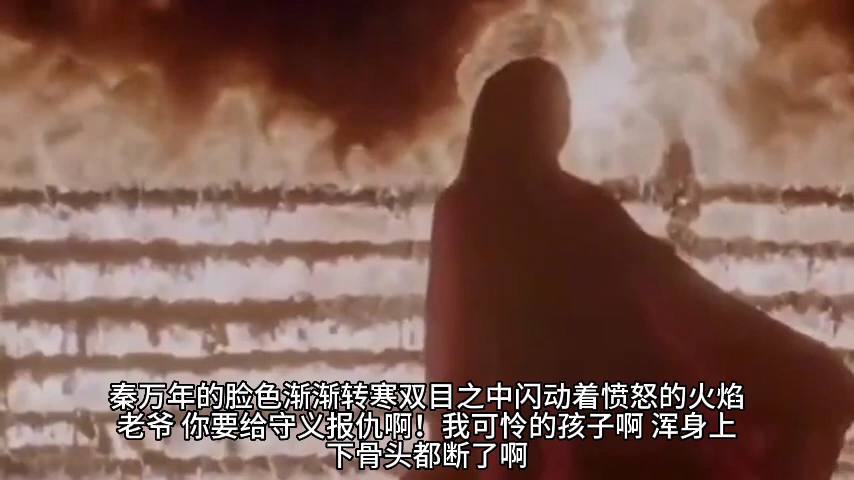 秦万年的脸色渐渐转寒双目之中闪动着愤怒的火焰
老爷 你要给守义报仇啊！我可怜的孩子啊 浑身上
下骨头都断了啊